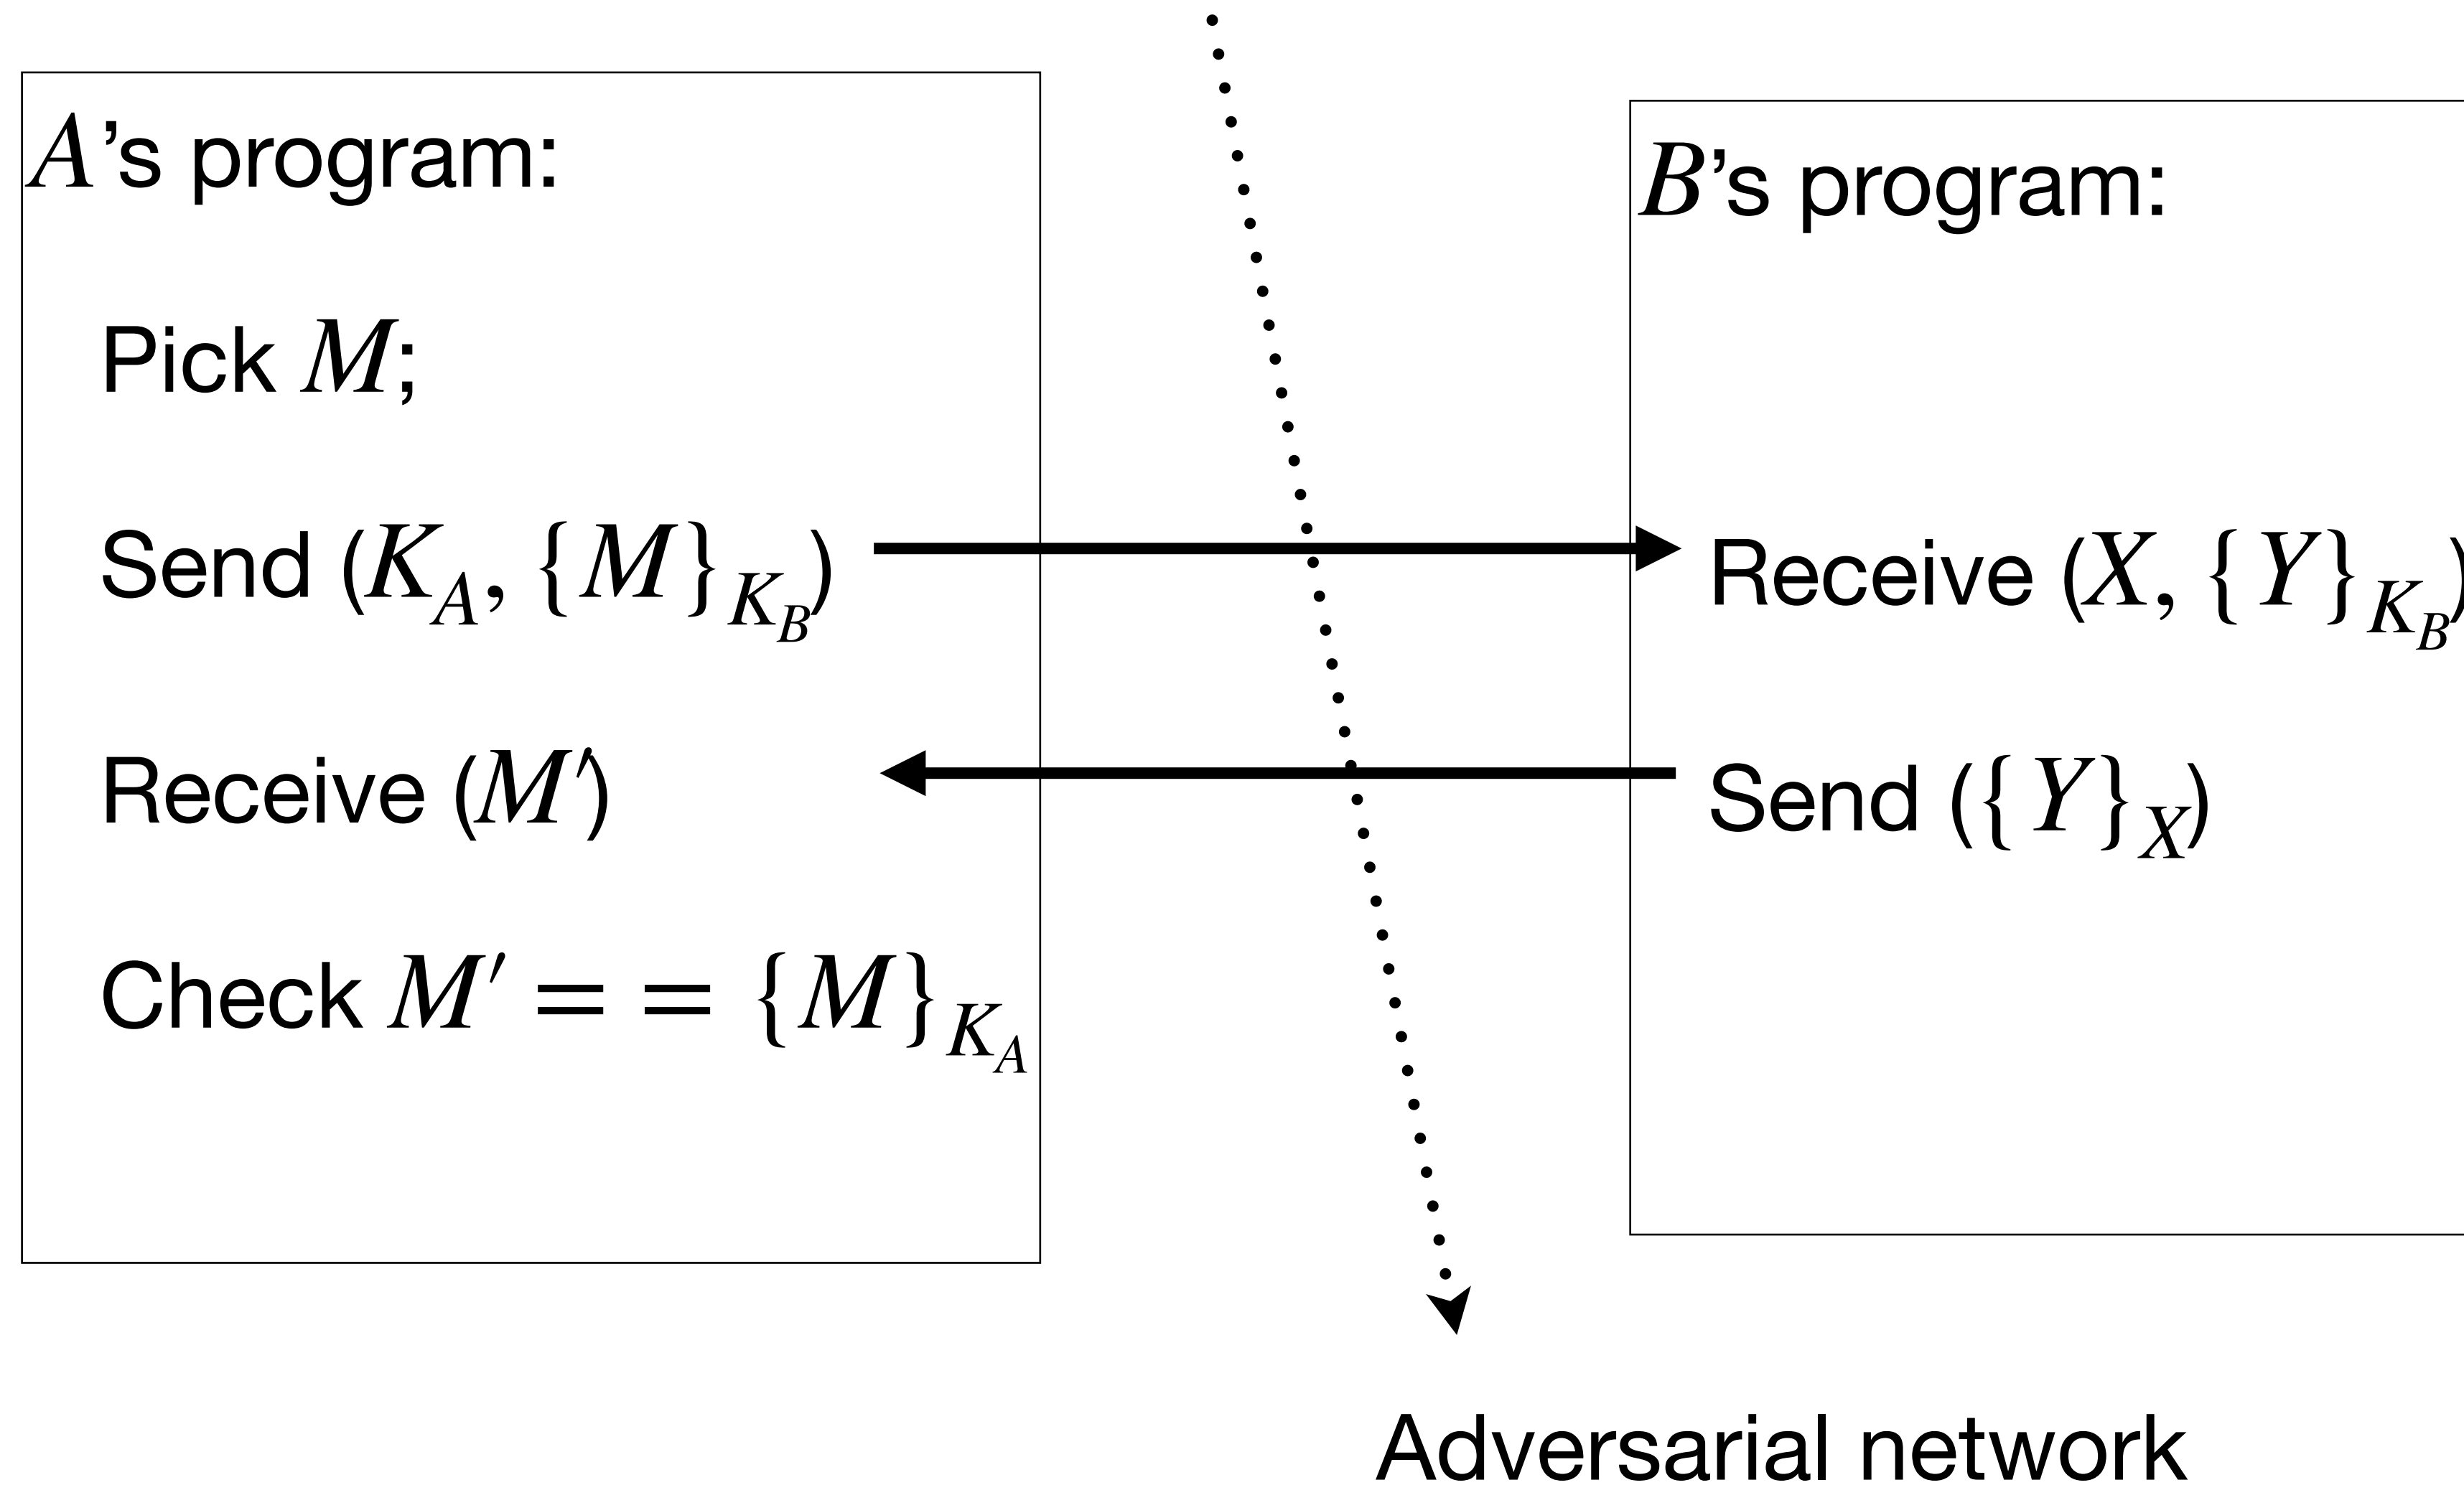 A's program:
Pick M;
Send (K_A, {M}_{K_B})
Receive (M′)
Check M′ == {M}_{K_A}
B's program:
Receive (X, {Y}_{K_B})
Send ({Y}_X)
Adversarial network